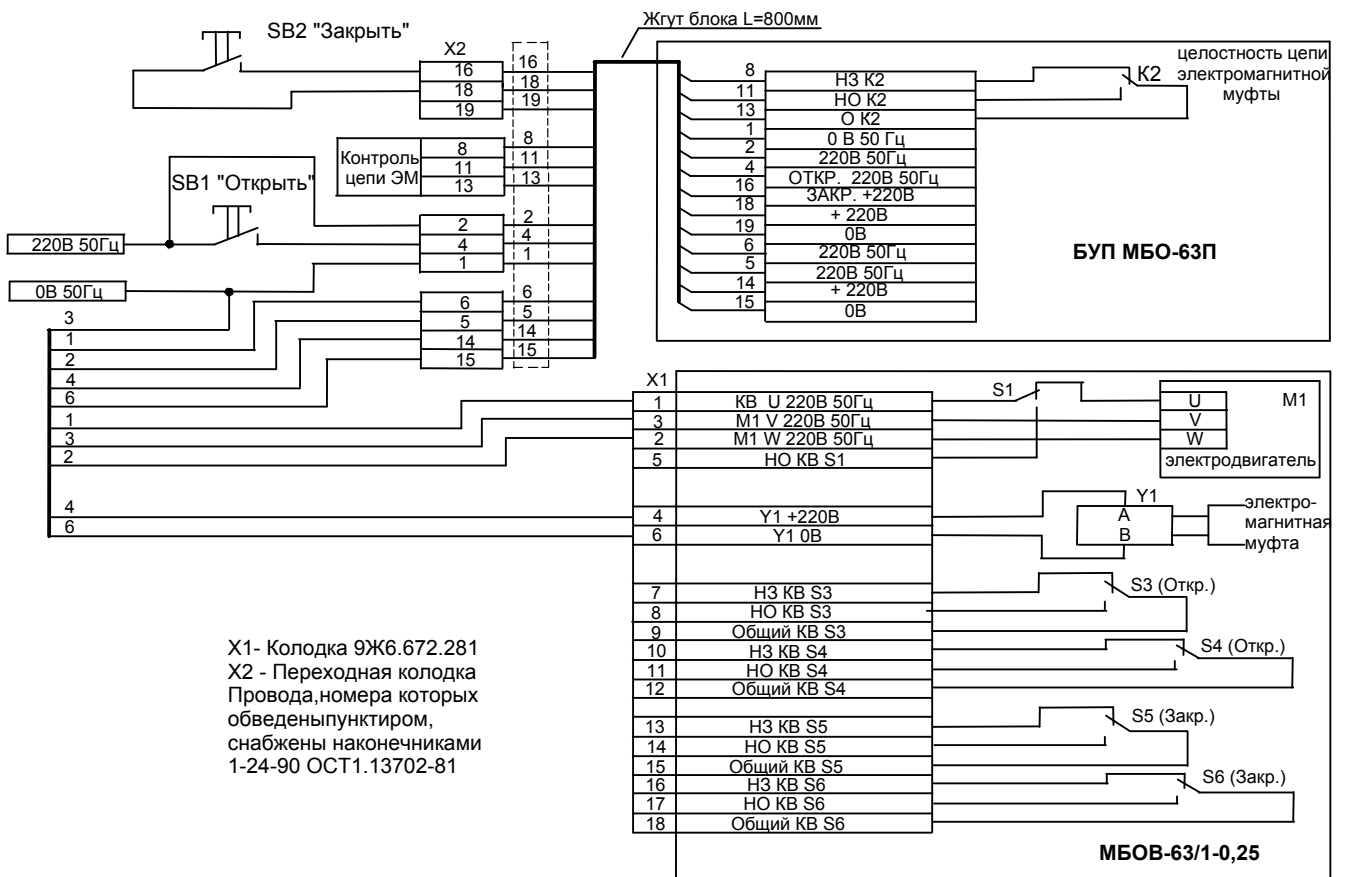 Жгут блока L=800мм
SB2 "Закрыть"
X2
16
18
19
16
18
19
Контроль
цепи ЭМ
8
11
13
8
11
13
SB1 "Открыть"
220В 50Гц
0В 50Гц
2
4
1
2
4
1
6
5
14
15
6
5
14
15
3
1
2
4
6
1
3
2
4
6
8 НЗ К2
11 НО К2
13 О К2
1 0 В 50 Гц
2 220В 50Гц
4 ОТКР. 220В 50Гц
16 ЗАКР. +220В
18 + 220В
19 0В
6 220В 50Гц
5 220В 50Гц
14 + 220В
15 0В
К2
целостность цепи
электромагнитной
муфты
БУП МБО-63П
X1
1 КВ U 220В 50Гц
3 М1 V 220В 50Гц
2 М1 W 220В 50Гц
5 НО КВ S1
4 Y1 +220В
6 Y1 0В
7 НЗ КВ S3
8 НО КВ S3
9 Общий КВ S3
10 НЗ КВ S4
11 НО КВ S4
12 Общий КВ S4
13 НЗ КВ S5
14 НО КВ S5
15 Общий КВ S5
16 НЗ КВ S6
17 НО КВ S6
18 Общий КВ S6
S1
U
V
W
М1
электродвигатель
Y1
A
B
электро-
магнитная
муфта
S3 (Откр.)
S4 (Откр.)
S5 (Закр.)
S6 (Закр.)
МБОВ-63/1-0,25
X1- Колодка 9Ж6.672.281
X2 - Переходная колодка
Провода,номера которых
обведеныпунктиром,
снабжены наконечниками
1-24-90 ОСТ1.13702-81